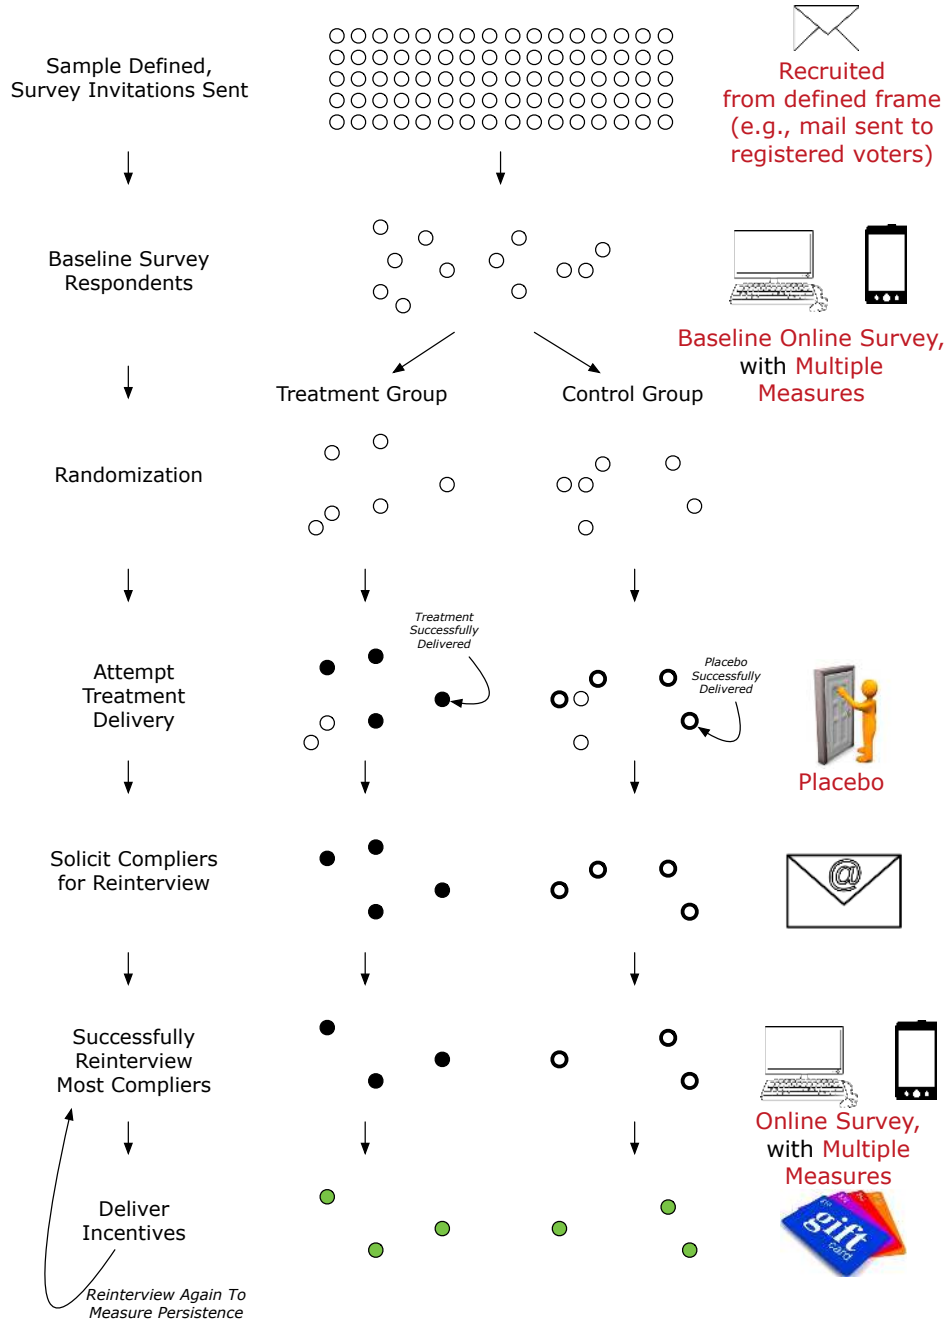 Sample Defined,
Survey Invitations Sent
Recruited
from defined frame
(e.g., mail sent to
registered voters)
Baseline Survey
Respondents
Baseline Online Survey,
with Multiple
Measures
Treatment Group
Control Group
Randomization
Treatment
Successfully
Delivered
Placebo
Successfully
Delivered
Attempt
Treatment
Delivery
Placebo
Solicit Compliers
for Reinterview
@
Successfully
Reinterview
Most Compliers
Online Survey,
with Multiple
Measures
Deliver
Incentives
gift
card
Reinterview Again To
Measure Persistence